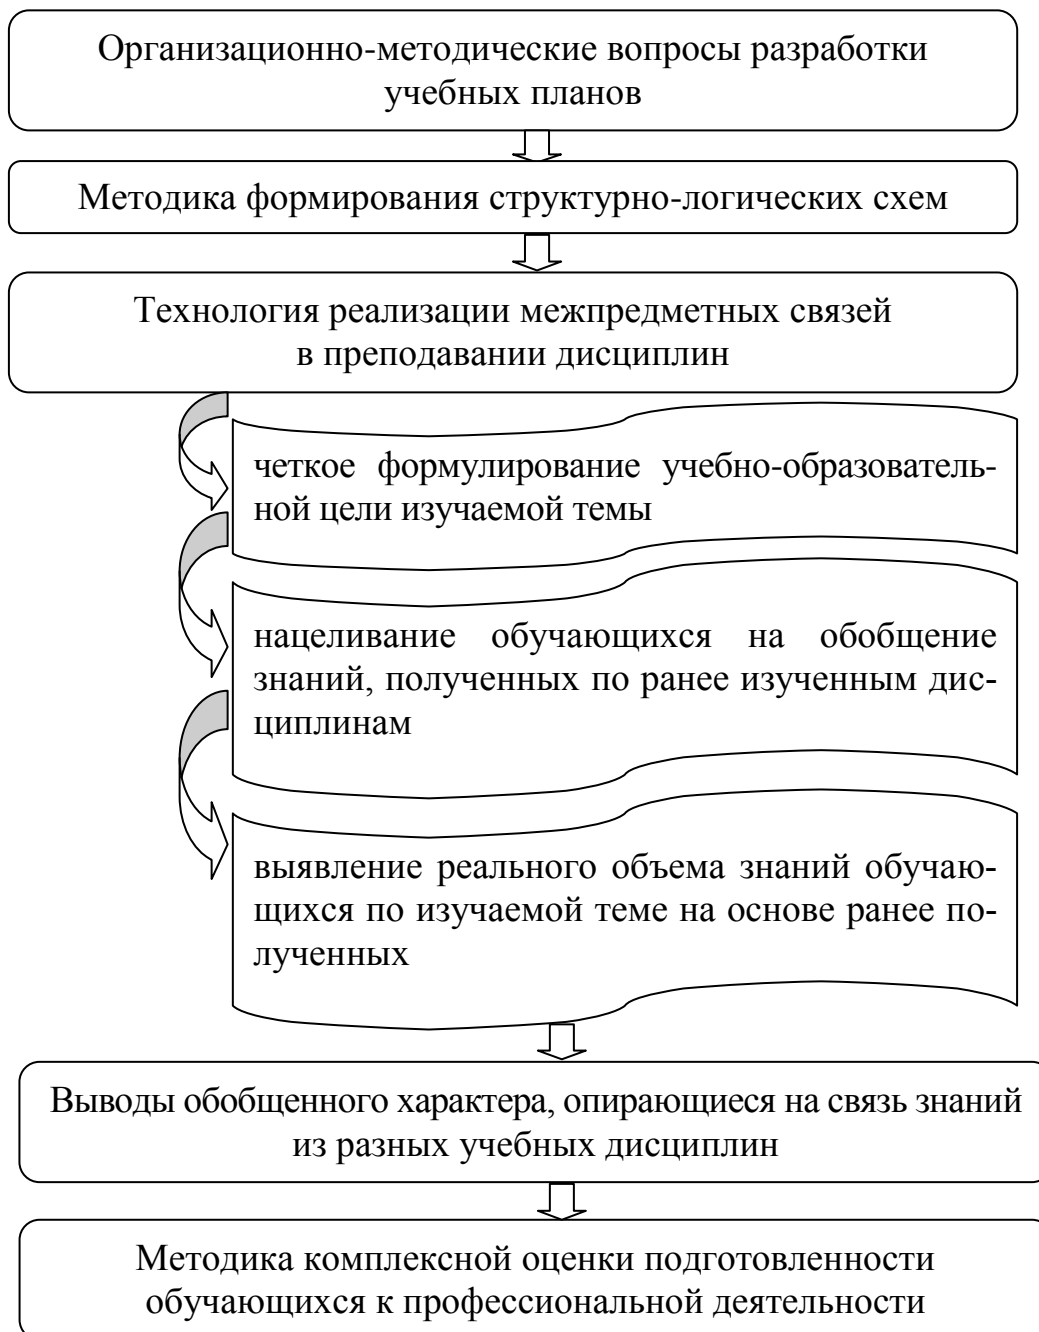 Организационно-методические вопросы разработки
учебных планов
Методика формирования структурно-логических схем
Технология реализации межпредметных связей
в преподавании дисциплин
четкое формулирование учебно-образователь-
ной цели изучаемой темы
нацеливание обучающихся на обобщение
знаний, полученных по ранее изученным дис-
циплинам
выявление реального объема знаний обучаю-
щихся по изучаемой теме на основе ранее по-
лученных
Выводы обобщенного характера, опирающиеся на связь знаний
из разных учебных дисциплин
Методика комплексной оценки подготовленности
обучающихся к профессиональной деятельности